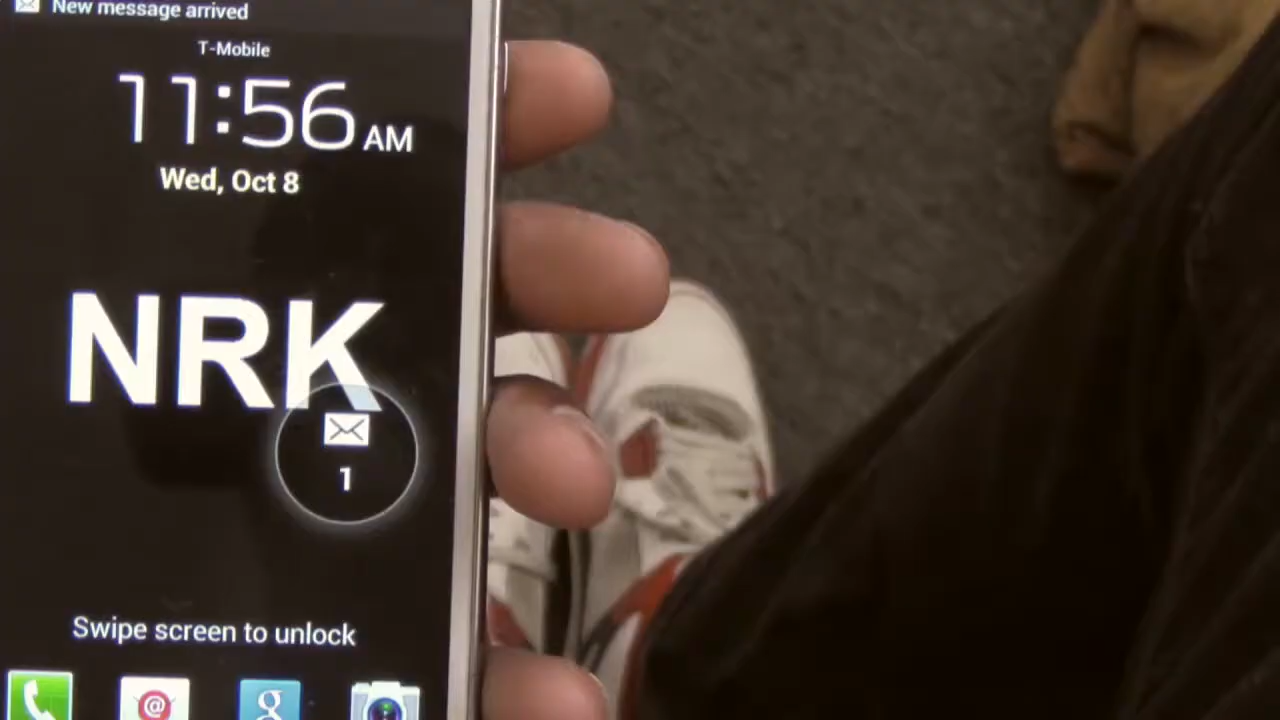 New message arrived
T-Mobile
11:56 AM
Wed, Oct 8
NRK
1
Swipe screen to unlock
@
g